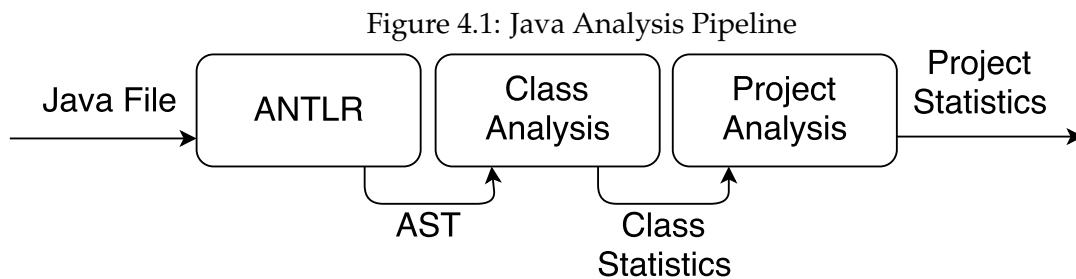 Figure 4.1: Java Analysis Pipeline
Java File
ANTLR
Class
Analysis
Project
Analysis
Project
Statistics
AST
Class
Statistics